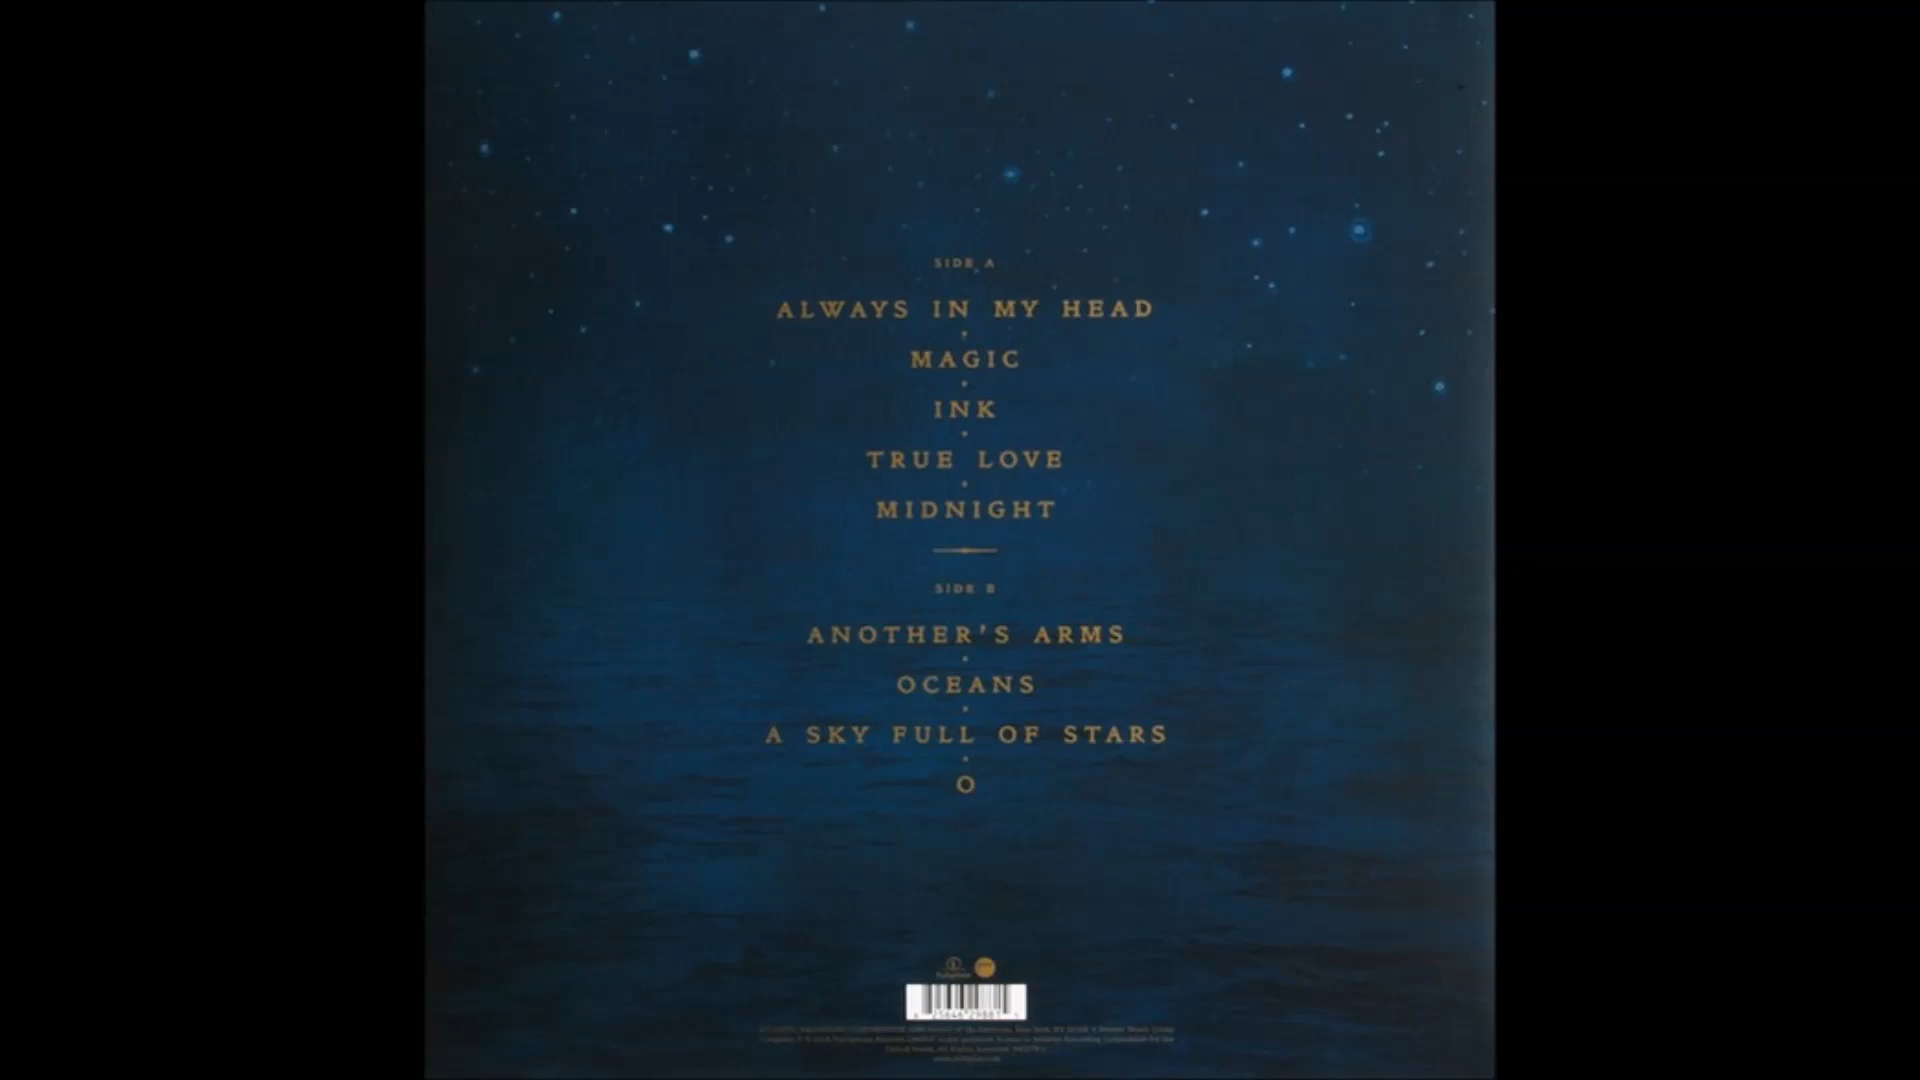 SIDE A
ALWAYS IN MY HEAD
MAGIC
INK
TRUE LOVE
MIDNIGHT
SIDE B
ANOTHER'S ARMS
OCEANS
A SKY FULL OF STARS
O